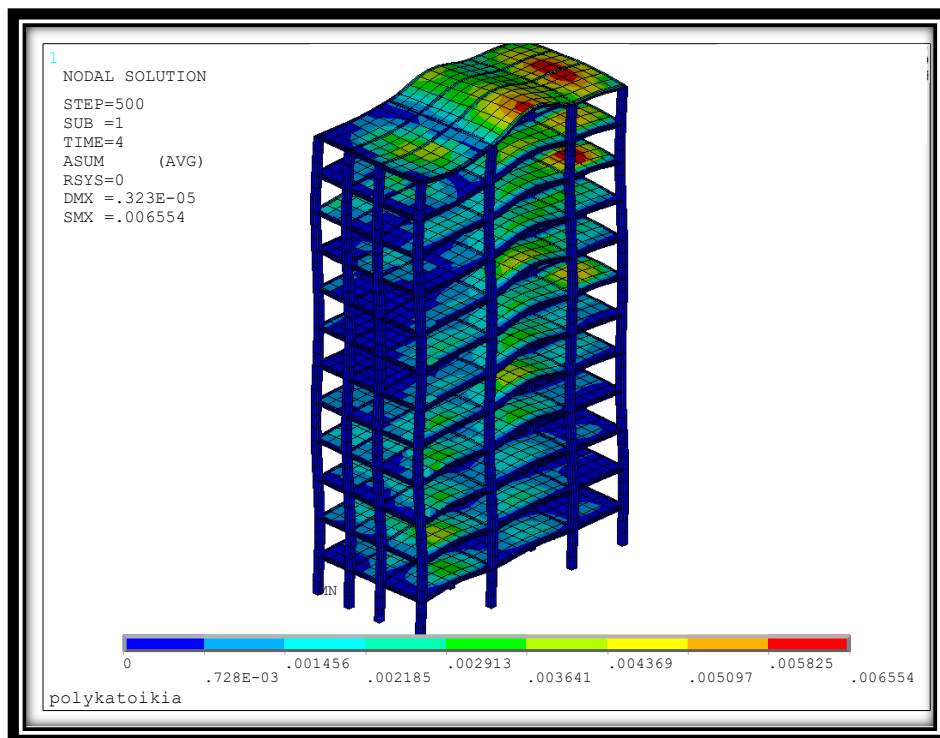 1
NODAL SOLUTION
STEP=500
SUB =1
TIME=4
ASUM (AVG)
RSYS=0
DMX =.323E-05
SMX =.006554
MN
0 .001456 .002913 .004369 .005825
.728E-03 .002185 .003641 .005097 .006554
polykatoikia